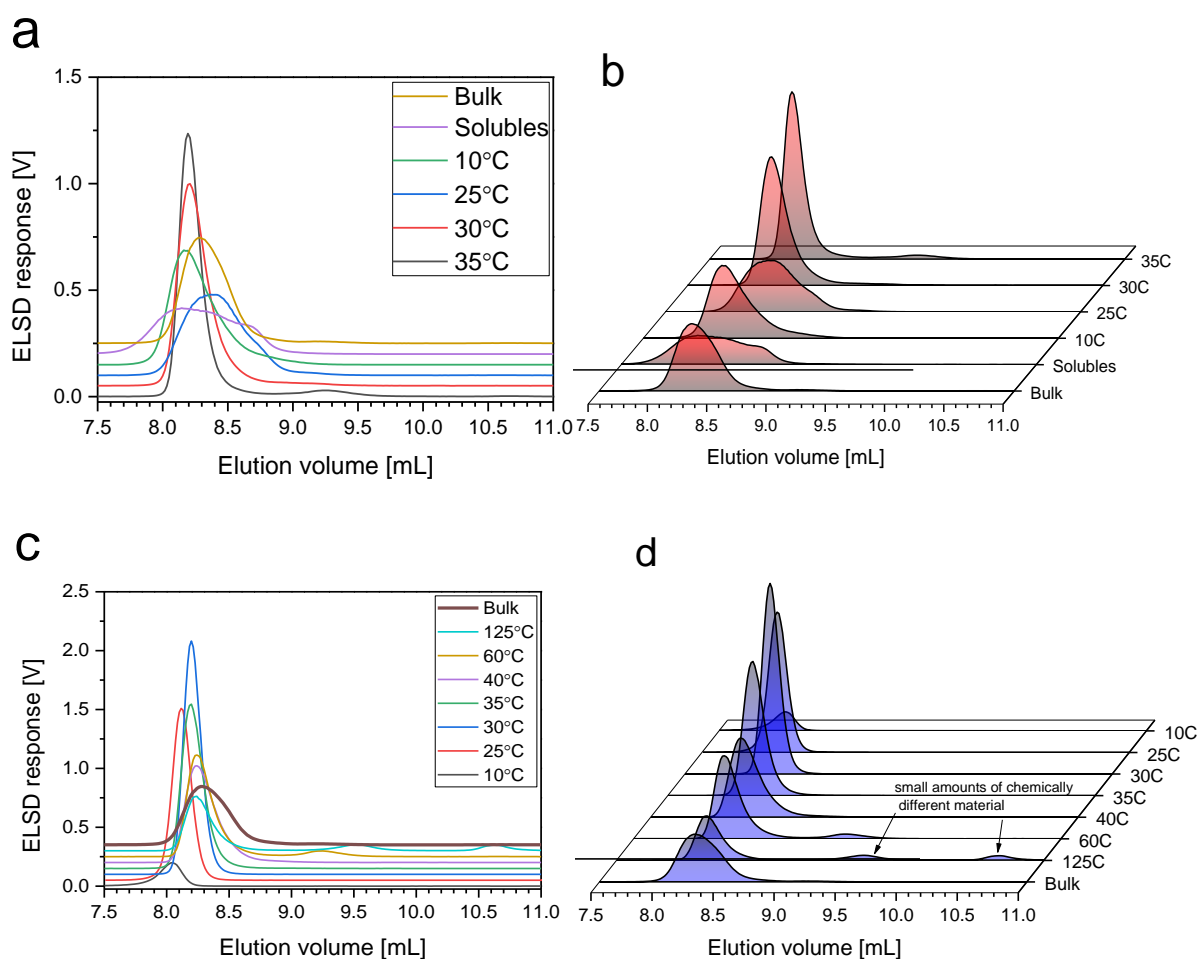 a
1.5
1.0
0.5
0.0
ELSD response [V]
7.5 8.0 8.5 9.0 9.5 10.0 10.5 11.0
Elution volume [mL]
Bulk
Solubles
10°C
25°C
30°C
35°C
b
35C
30C
25C
10C
Solubles
Bulk
7.5 8.0 8.5 9.0 9.5 10.0 10.5 11.0
Elution volume [mL]
c
2.5
2.0
1.5
1.0
0.5
0.0
ELSD response [V]
7.5 8.0 8.5 9.0 9.5 10.0 10.5 11.0
Elution volume [mL]
Bulk
125°C
60°C
40°C
35°C
30°C
25°C
10°C
d
small amounts of chemically
different material
10C
25C
30C
35C
40C
60C
125C
Bulk
7.5 8.0 8.5 9.0 9.5 10.0 10.5 11.0
Elution volume [mL]